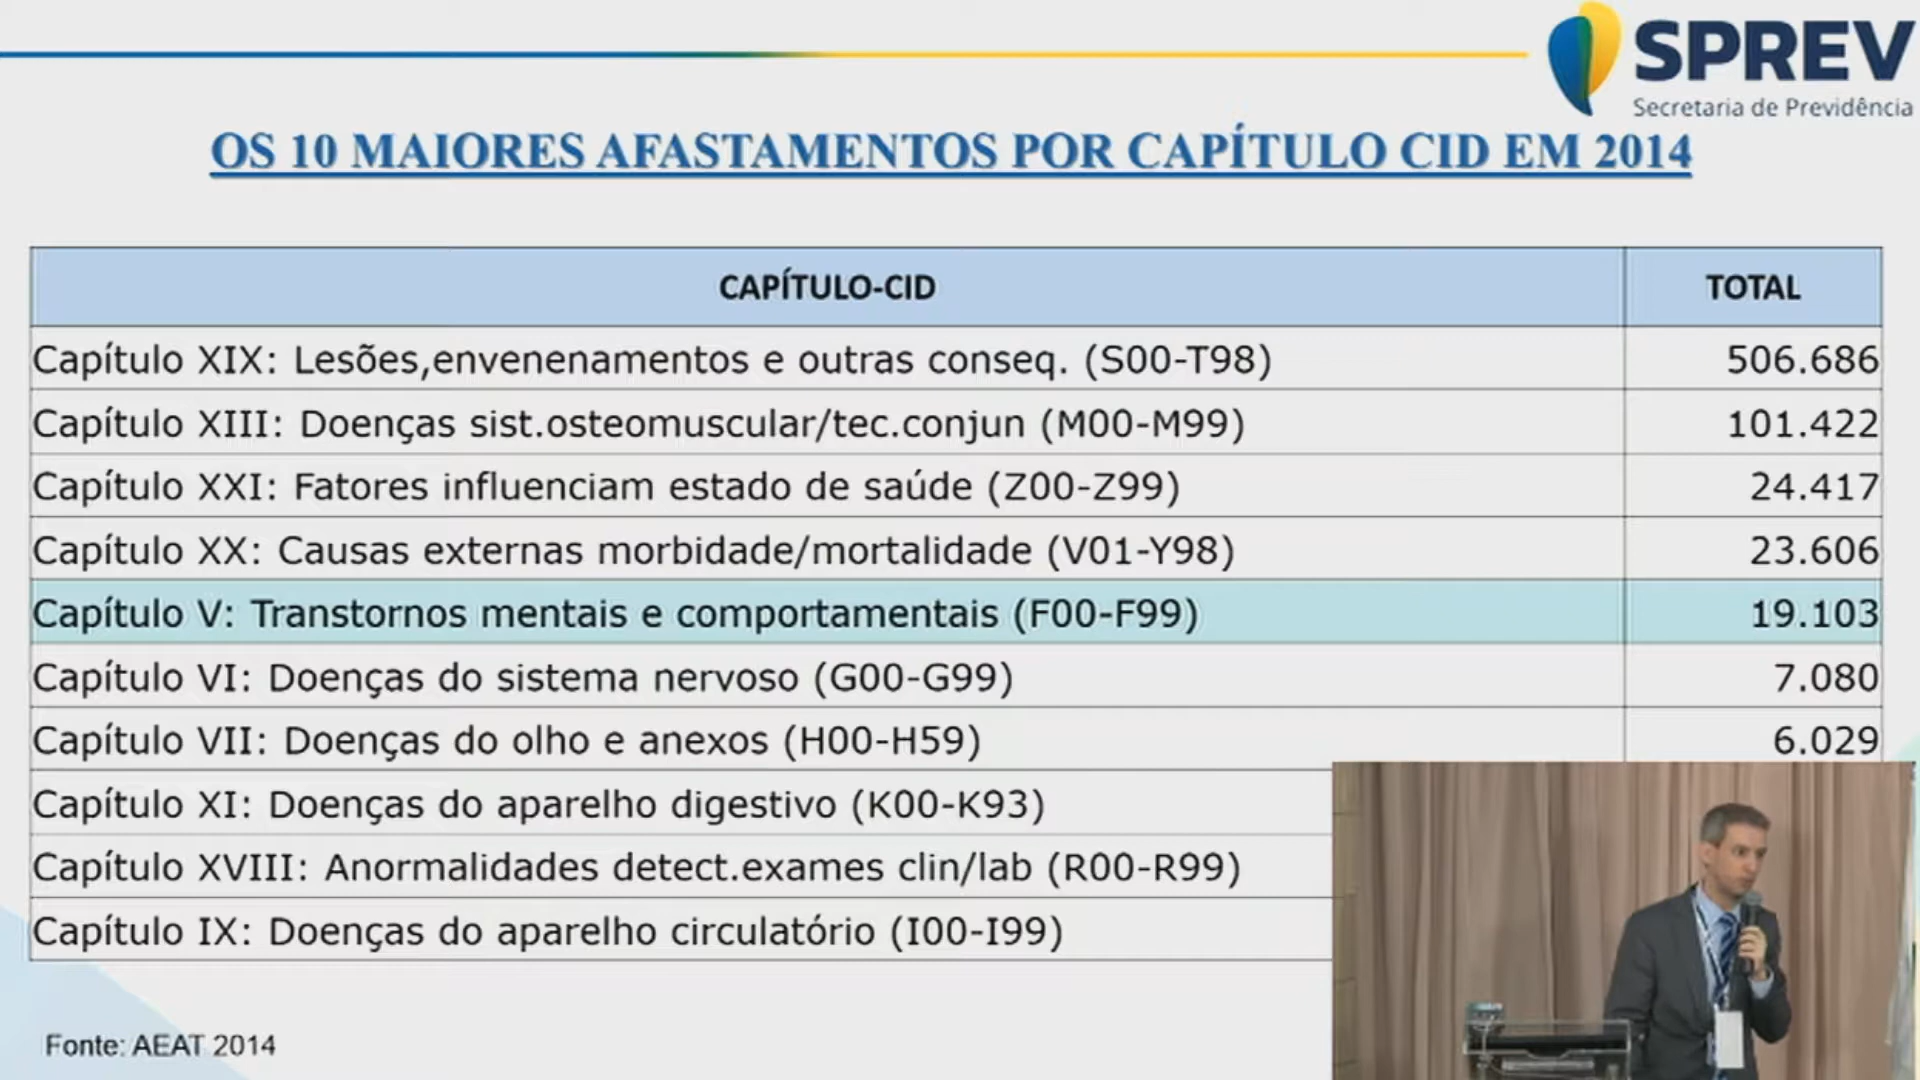 SPREV
Secretaria de Previdência
OS 10 MAIORES AFASTAMENTOS POR CAPÍTULO CID EM 2014
CAPÍTULO-CID TOTAL
Capítulo XIX: Lesões,envenenamentos e outras conseq. (S00-T98) 506.686
Capítulo XIII: Doenças sist.osteomuscular/tec.conjun (M00-M99) 101.422
Capítulo XXI: Fatores influenciam estado de saúde (Z00-Z99) 24.417
Capítulo XX: Causas externas morbidade/mortalidade (V01-Y98) 23.606
Capítulo V: Transtornos mentais e comportamentais (F00-F99) 19.103
Capítulo VI: Doenças do sistema nervoso (G00-G99) 7.080
Capítulo VII: Doenças do olho e anexos (H00-H59) 6.029
Capítulo XI: Doenças do aparelho digestivo (K00-K93)
Capítulo XVIII: Anormalidades detect.exames clin/lab (R00-R99)
Capítulo IX: Doenças do aparelho circulatório (I00-I99)
Fonte: AEAT 2014